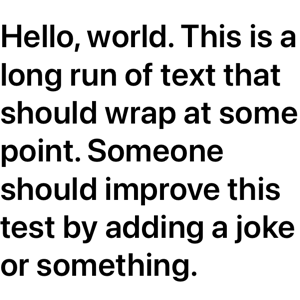 Hello, world. This is a
long run of text that
should wrap at some
point. Someone
should improve this
test by adding a joke
or something.